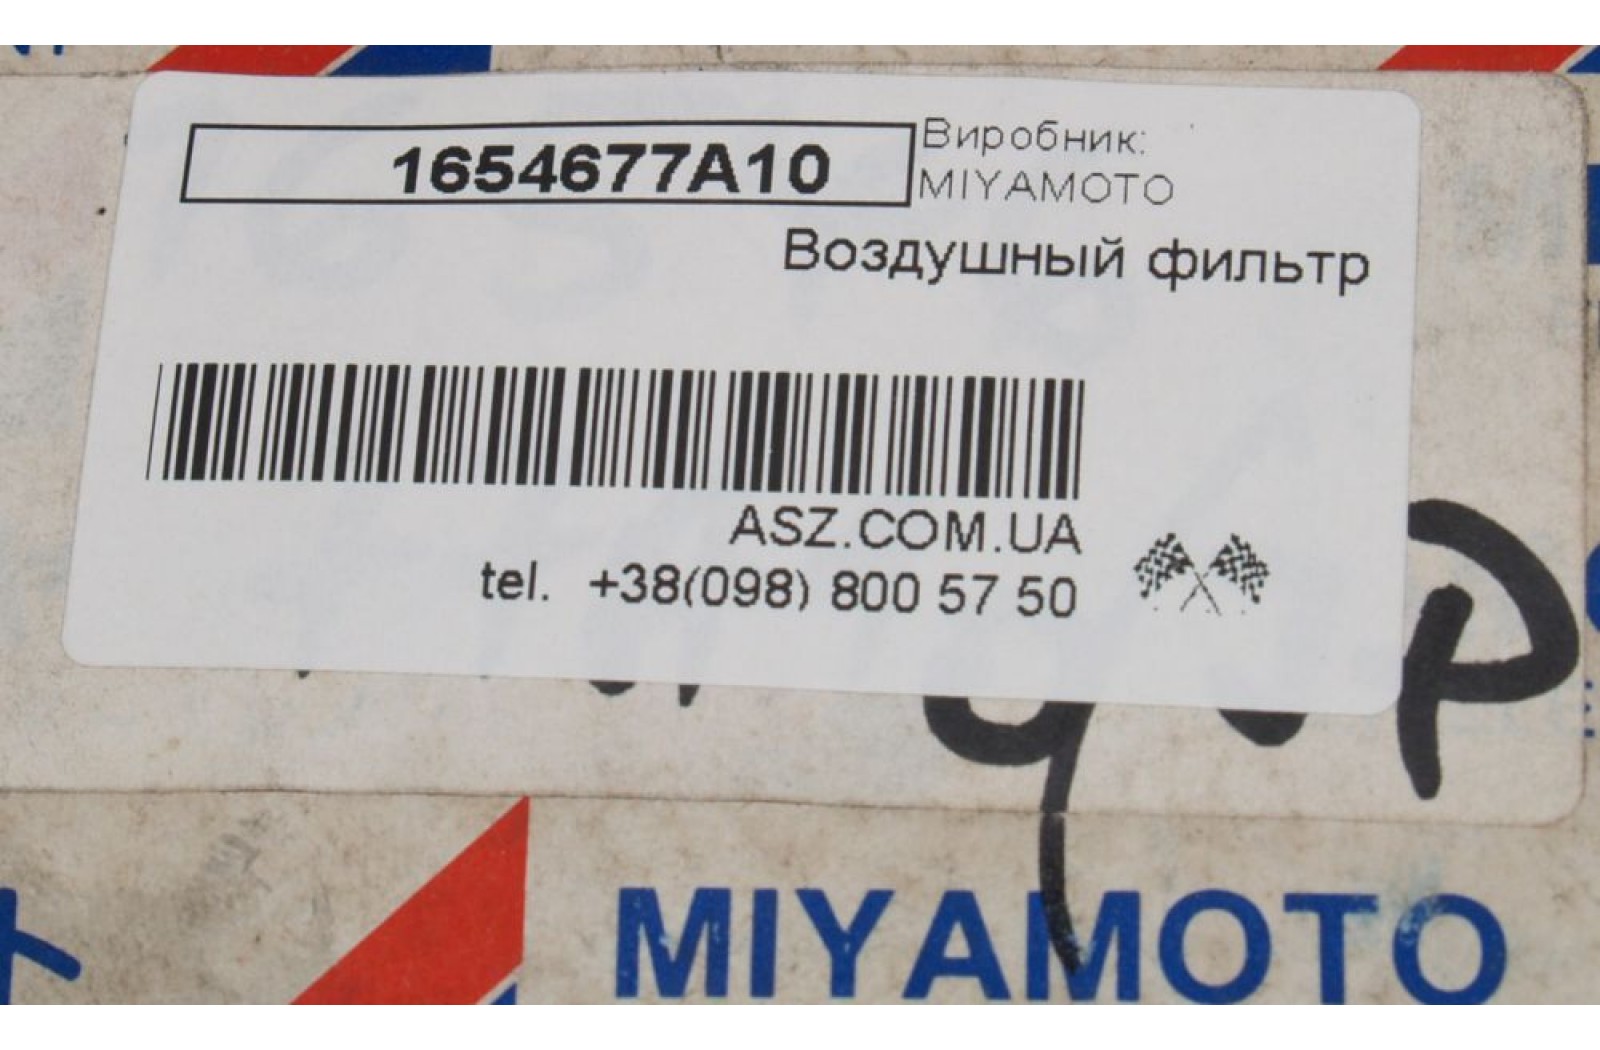 1654677A10
Виробник:
MIYAMOTO
Воздушный фильтр
ASZ.COM.UA
tel. +38(098) 800 57 50
MIYAMOTO